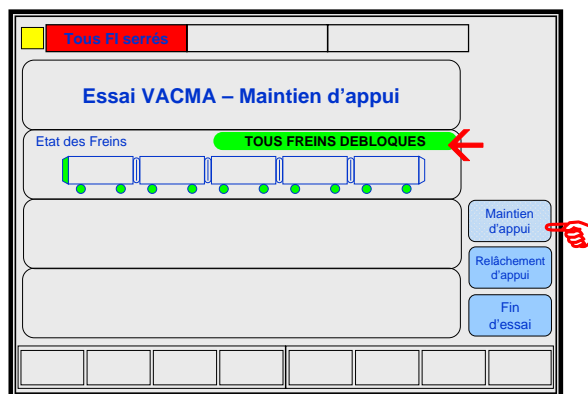 Tous FI serrés
Essai VACMA – Maintien d'appui
Etat des Freins
TOUS FREINS DEBLOQUES
Maintien
d'appui
Relâchement
d'appui
Fin
d'essai